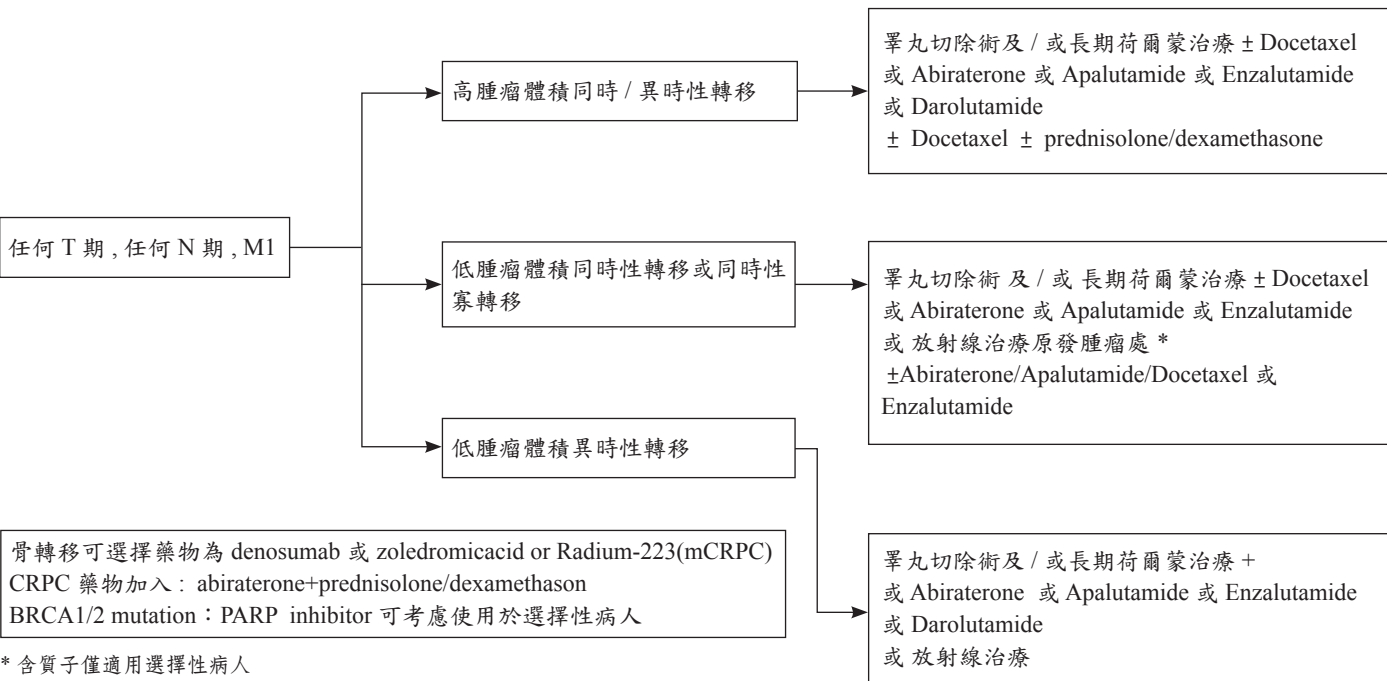 任何 T 期 , 任何 N 期 , M1
高腫瘤體積同時 / 異時性轉移
睪丸切除術及 / 或長期荷爾蒙治療 ± Docetaxel
或 Abiraterone 或 Apalutamide 或 Enzalutamide
或 Darolutamide
± Docetaxel ± prednisolone/dexamethasone
低腫瘤體積同時性轉移或同時性
寡轉移
睪丸切除術 及 / 或 長期荷爾蒙治療 ± Docetaxel
或 Abiraterone 或 Apalutamide 或 Enzalutamide
或 放射線治療原發腫瘤處 *
±Abiraterone/Apalutamide/Docetaxel 或
Enzalutamide
低腫瘤體積異時性轉移
睪丸切除術及 / 或長期荷爾蒙治療 +
或 Abiraterone 或 Apalutamide 或 Enzalutamide
或 Darolutamide
或 放射線治療
骨轉移可選擇藥物為 denosumab 或 zoledromicacid or Radium-223(mCRPC)
CRPC 藥物加入 : abiraterone+prednisolone/dexamethason
BRCA1/2 mutation：PARP inhibitor 可考慮使用於選擇性病人
* 含質子僅適用選擇性病人